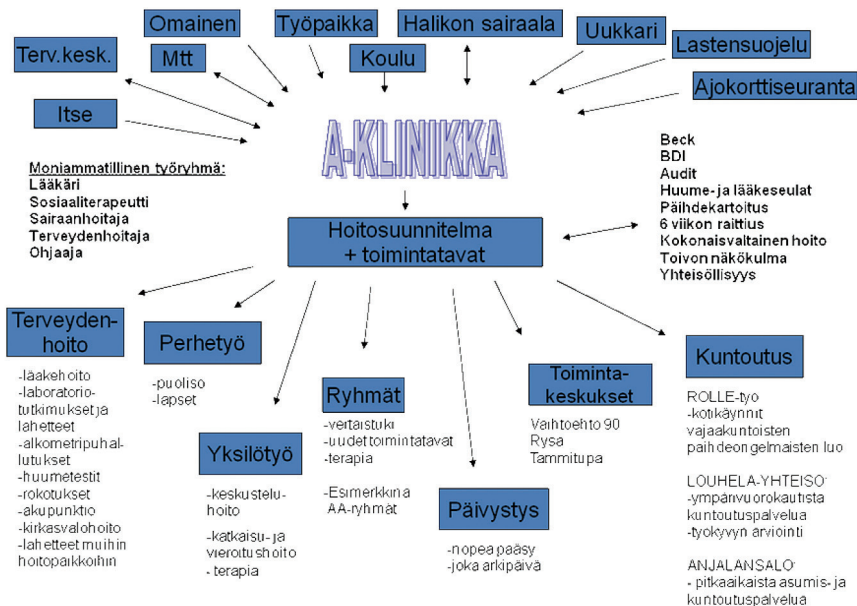 Omainen
Työpaikka
Halikon sairaala
Uukkari
Lastensuojelu
Terv.kesk.
Mtt
Koulu
Ajokorttiseuranta
Itse
A-KLINIKKA
Moniammatillinen työryhmä:
Lääkäri
Sosiaaliterapeutti
Sairaanhoitaja
Terveydenhoitaja
Ohjaaja
Beck
BDI
Audit
Huume- ja lääkeseulat
Päihdekartoitus
6 viikon raittius
Kokonaisvaltainen hoito
Toivon näkökulma
Yhteisöllisyys
Hoitosuunnitelma
+ toimintatavat
Terveyden-
hoito
-lääkehoito
-laboratorio-
tutkimukset ja
lahetteet
-alkometripuhal-
lutukset
-huumetestit
-rokotukset
-akupunktio
-kirkasvalohoito
-lahetteet muihin
hoitopaikkoihin
Perhetyö
-puoliso
-lapset
Yksilötyö
-keskustelu-
hoito
-katkaisu- ja
vieroitushoito
- terapia
Ryhmät
-vertaistuki
-uudet toimintatavat
-terapia
-Esimerkkinä
AA-ryhmät
Päivystys
-nopea pääsy
-joka arkipäivä
Toiminta-
keskukset
Vaihtoehto 90
Rysa
Tammitupa
Kuntoutus
ROLLE-työ
-kotikäynnit
vajaakuntoisten
paihdeongelmaisten luo
LOUHELA-YHTEISÖ:
-ympärivuorokautista
kuntoutuspalvelua
-työkyvyn arviointi
ANJALANSALO:
- pitkaaikaista asumis- ja
kuntoutuspalvelua